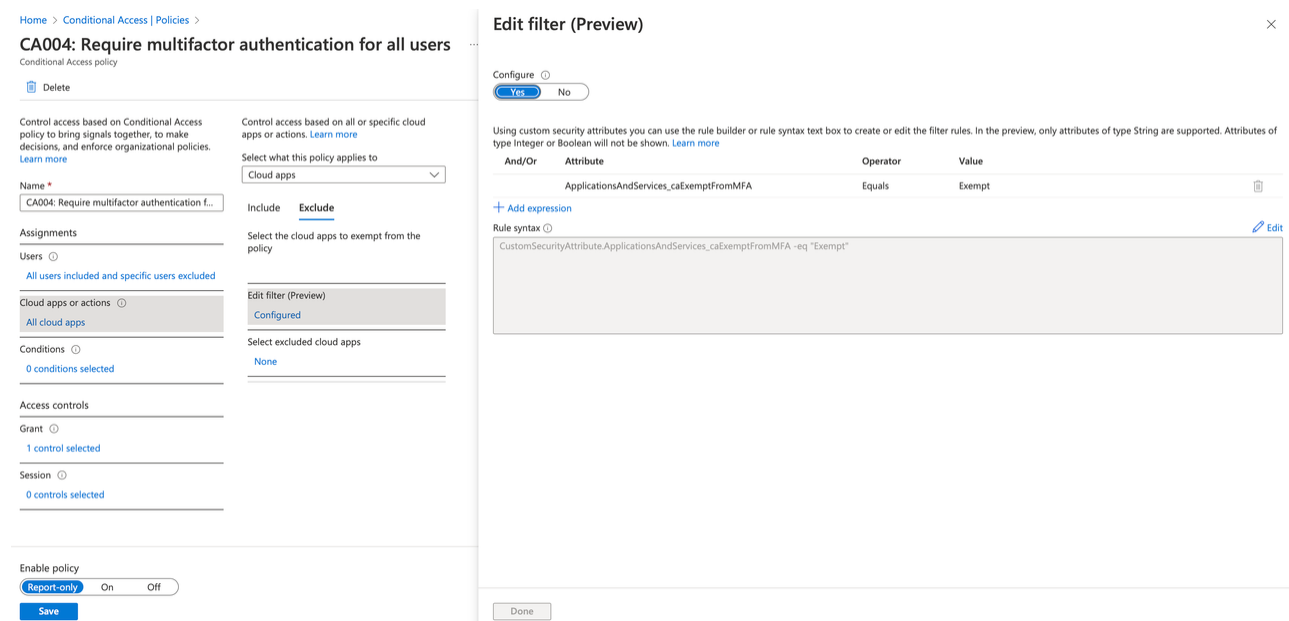 Home > Conditional Access | Policies >
CA004: Require multifactor authentication for all users ...
Conditional Access policy
Delete
Control access based on Conditional Access
policy to bring signals together, to make
decisions, and enforce organizational policies.
Learn more
Name *
CA004: Require multifactor authentication f...
Assignments
Users
All users included and specific users excluded
Cloud apps or actions
All cloud apps
Conditions
0 conditions selected
Access controls
Grant
1 control selected
Session
0 controls selected
Enable policy
Report-only On Off
Save
Control access based on all or specific cloud
apps or actions. Learn more
Select what this policy applies to
Cloud apps
Include Exclude
Select the cloud apps to exempt from the
policy
Edit filter (Preview)
Configured
Select excluded cloud apps
None
Edit filter (Preview)
Configure
Yes No
Using custom security attributes you can use the rule builder or rule syntax text box to create or edit the filter rules. In the preview, only attributes of type String are supported. Attributes of
type Integer or Boolean will not be shown. Learn more
And/Or Attribute Operator Value
ApplicationsAndServices_caExemptFromMFA Equals Exempt
Add expression
Rule syntax Edit
CustomSecurityAttribute.ApplicationsAndServices_caExemptFromMFA -eq "Exempt"
Done